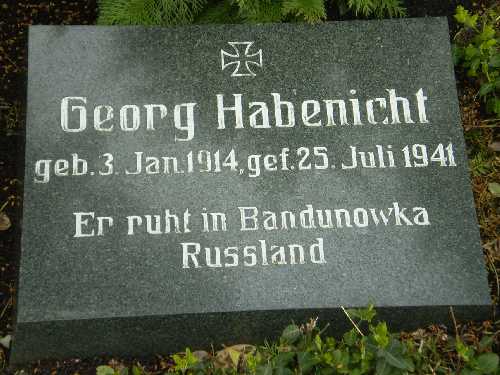 Georg Habenicht
geb. 3. Jan. 1914, gef. 25. Juli 1941
Er ruht in Bandunowka
Russland